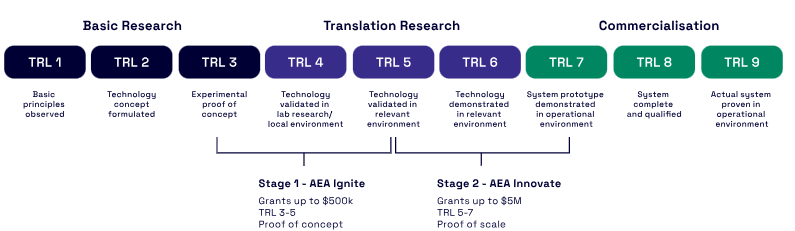 Basic Research
Translation Research
Commercialisation
TRL 1
TRL 2
TRL 3
TRL 4
TRL 5
TRL 6
TRL 7
TRL 8
TRL 9
Basic
principles
observed
Technology
concept
formulated
Experimental
proof of
concept
Technology
validated in
lab research/
local environment
Technology
validated in
relevant
environment
Technology
demonstrated
in relevant
environment
System prototype
demonstrated
in operational
environment
System
complete
and qualified
Actual system
proven in
operational
environment
Stage 1 - AEA Ignite
Grants up to $500k
TRL 3-5
Proof of concept
Stage 2 - AEA Innovate
Grants up to $5M
TRL 5-7
Proof of scale